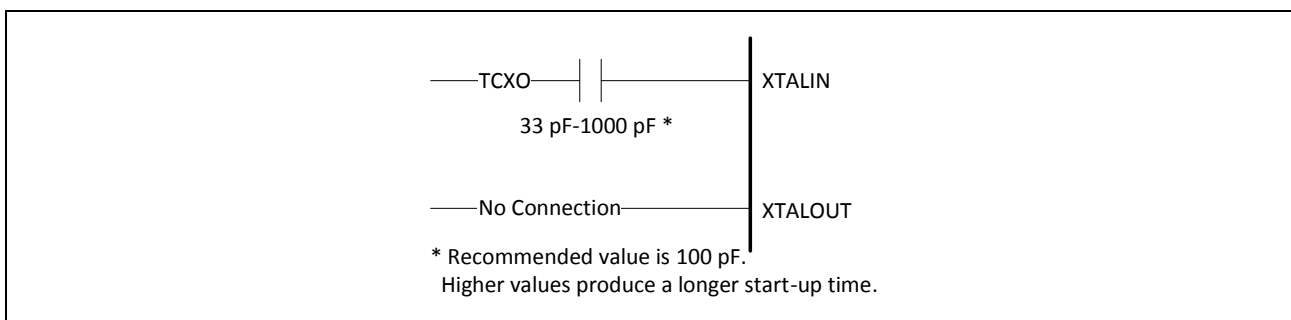 TCXO
XTALIN
33 pF-1000 pF *
No Connection
XTALOUT
* Recommended value is 100 pF.
Higher values produce a longer start-up time.